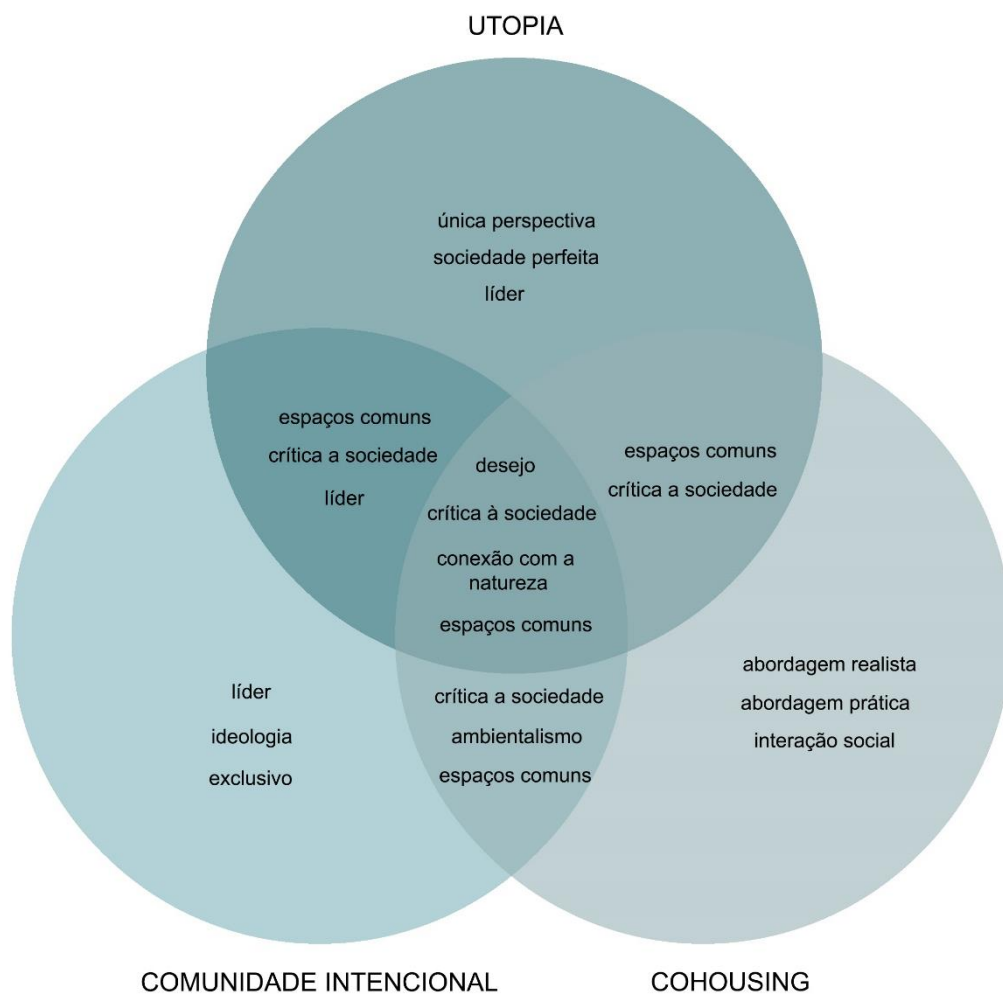 UTOPIA
única perspectiva
sociedade perfeita
líder
espaços comuns
crítica a sociedade
líder
desejo
crítica à sociedade
conexão com a
natureza
espaços comuns
espaços comuns
crítica a sociedade
líder
ideologia
exclusivo
crítica a sociedade
ambientalismo
espaços comuns
abordagem realista
abordagem prática
interação social
COMUNIDADE INTENCIONAL
COHOUSING